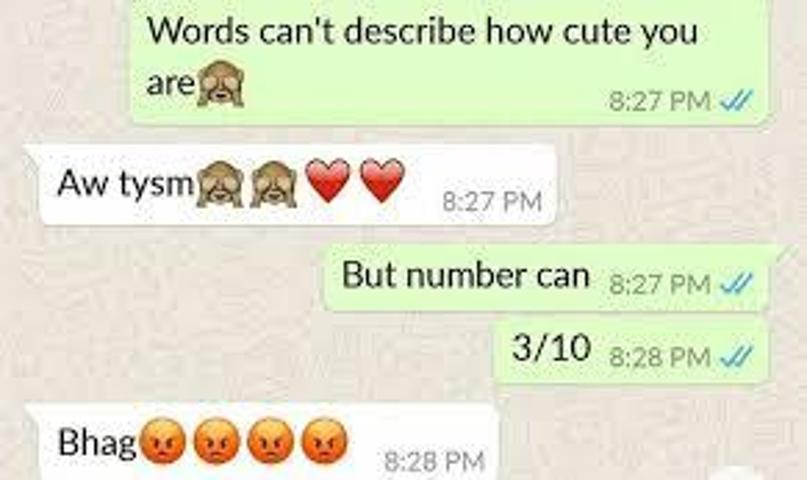 Words can't describe how cute you
are🙈 8:27 PM
Aw tysm🙈🙈❤️❤️ 8:27 PM
But number can 8:27 PM
3/10 8:28 PM
Bhag😡😡😡😡 8:28 PM